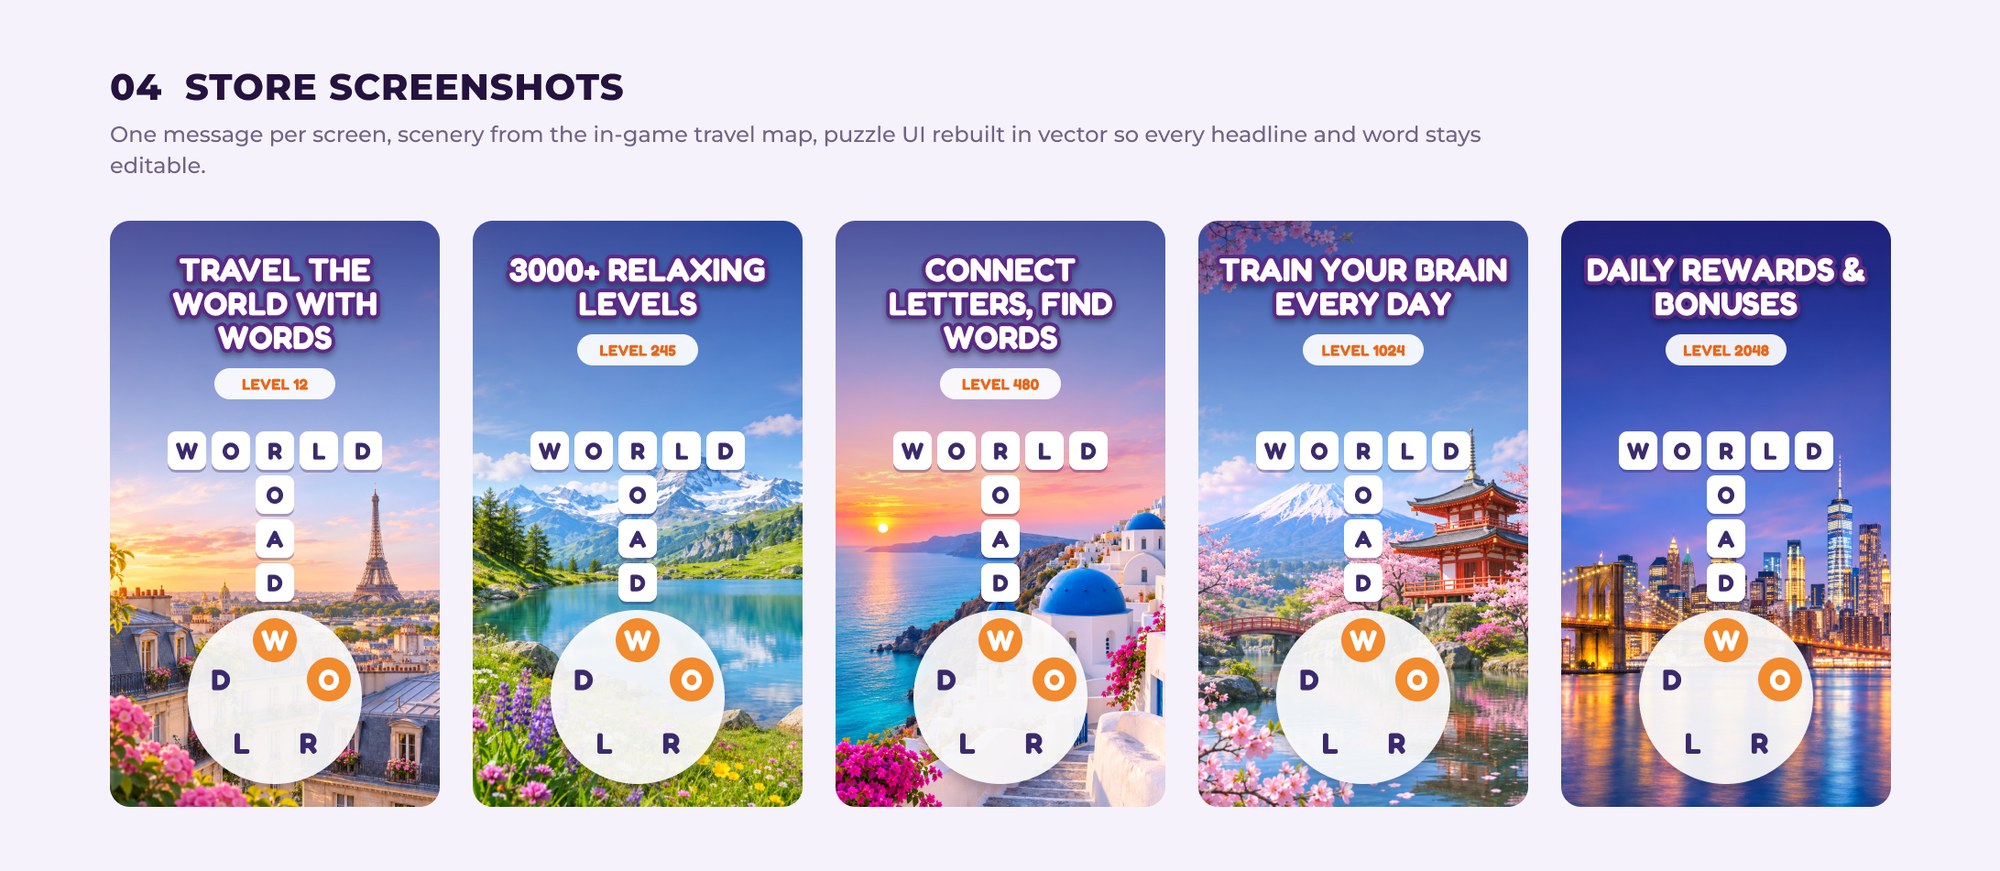 04 STORE SCREENSHOTS
One message per screen, scenery from the in-game travel map, puzzle UI rebuilt in vector so every headline and word stays
editable.
TRAVEL THE
WORLD WITH
WORDS
LEVEL 12
W O R L D
O
A
D
W
D O
L R
3000+ RELAXING
LEVELS
LEVEL 245
W O R L D
O
A
D
W
D O
L R
CONNECT
LETTERS, FIND
WORDS
LEVEL 480
W O R L D
O
A
D
W
D O
L R
TRAIN YOUR BRAIN
EVERY DAY
LEVEL 1024
W O R L D
O
A
D
W
D O
L R
DAILY REWARDS &
BONUSES
LEVEL 2048
W O R L D
O
A
D
W
D O
L R